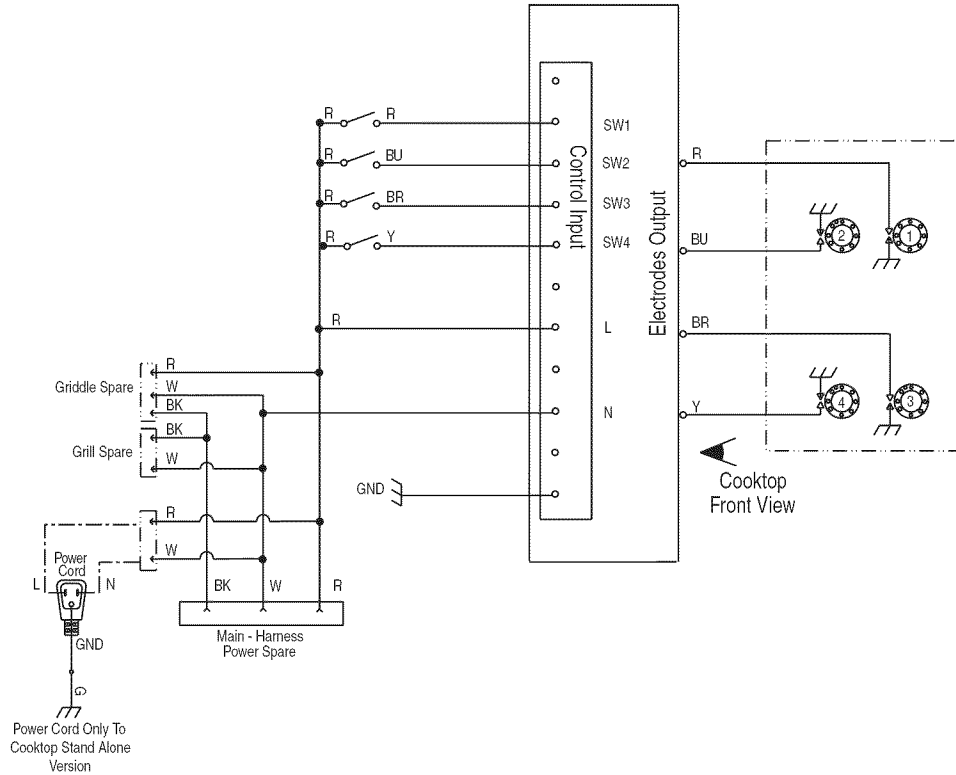 R R
R BU
R BR
R Y
R
Control Input
SW1
SW2
SW3
SW4
L
N
Electrodes Output
R
BU
BR
Y
2
1
4
3
Cooktop
Front View
Griddle Spare
R
W
BK
Grill Spare
BK
W
GND
R
W
Power
Cord
L
N
GND
G
BK
W
R
Main - Harness
Power Spare
Power Cord Only To
Cooktop Stand Alone
Version